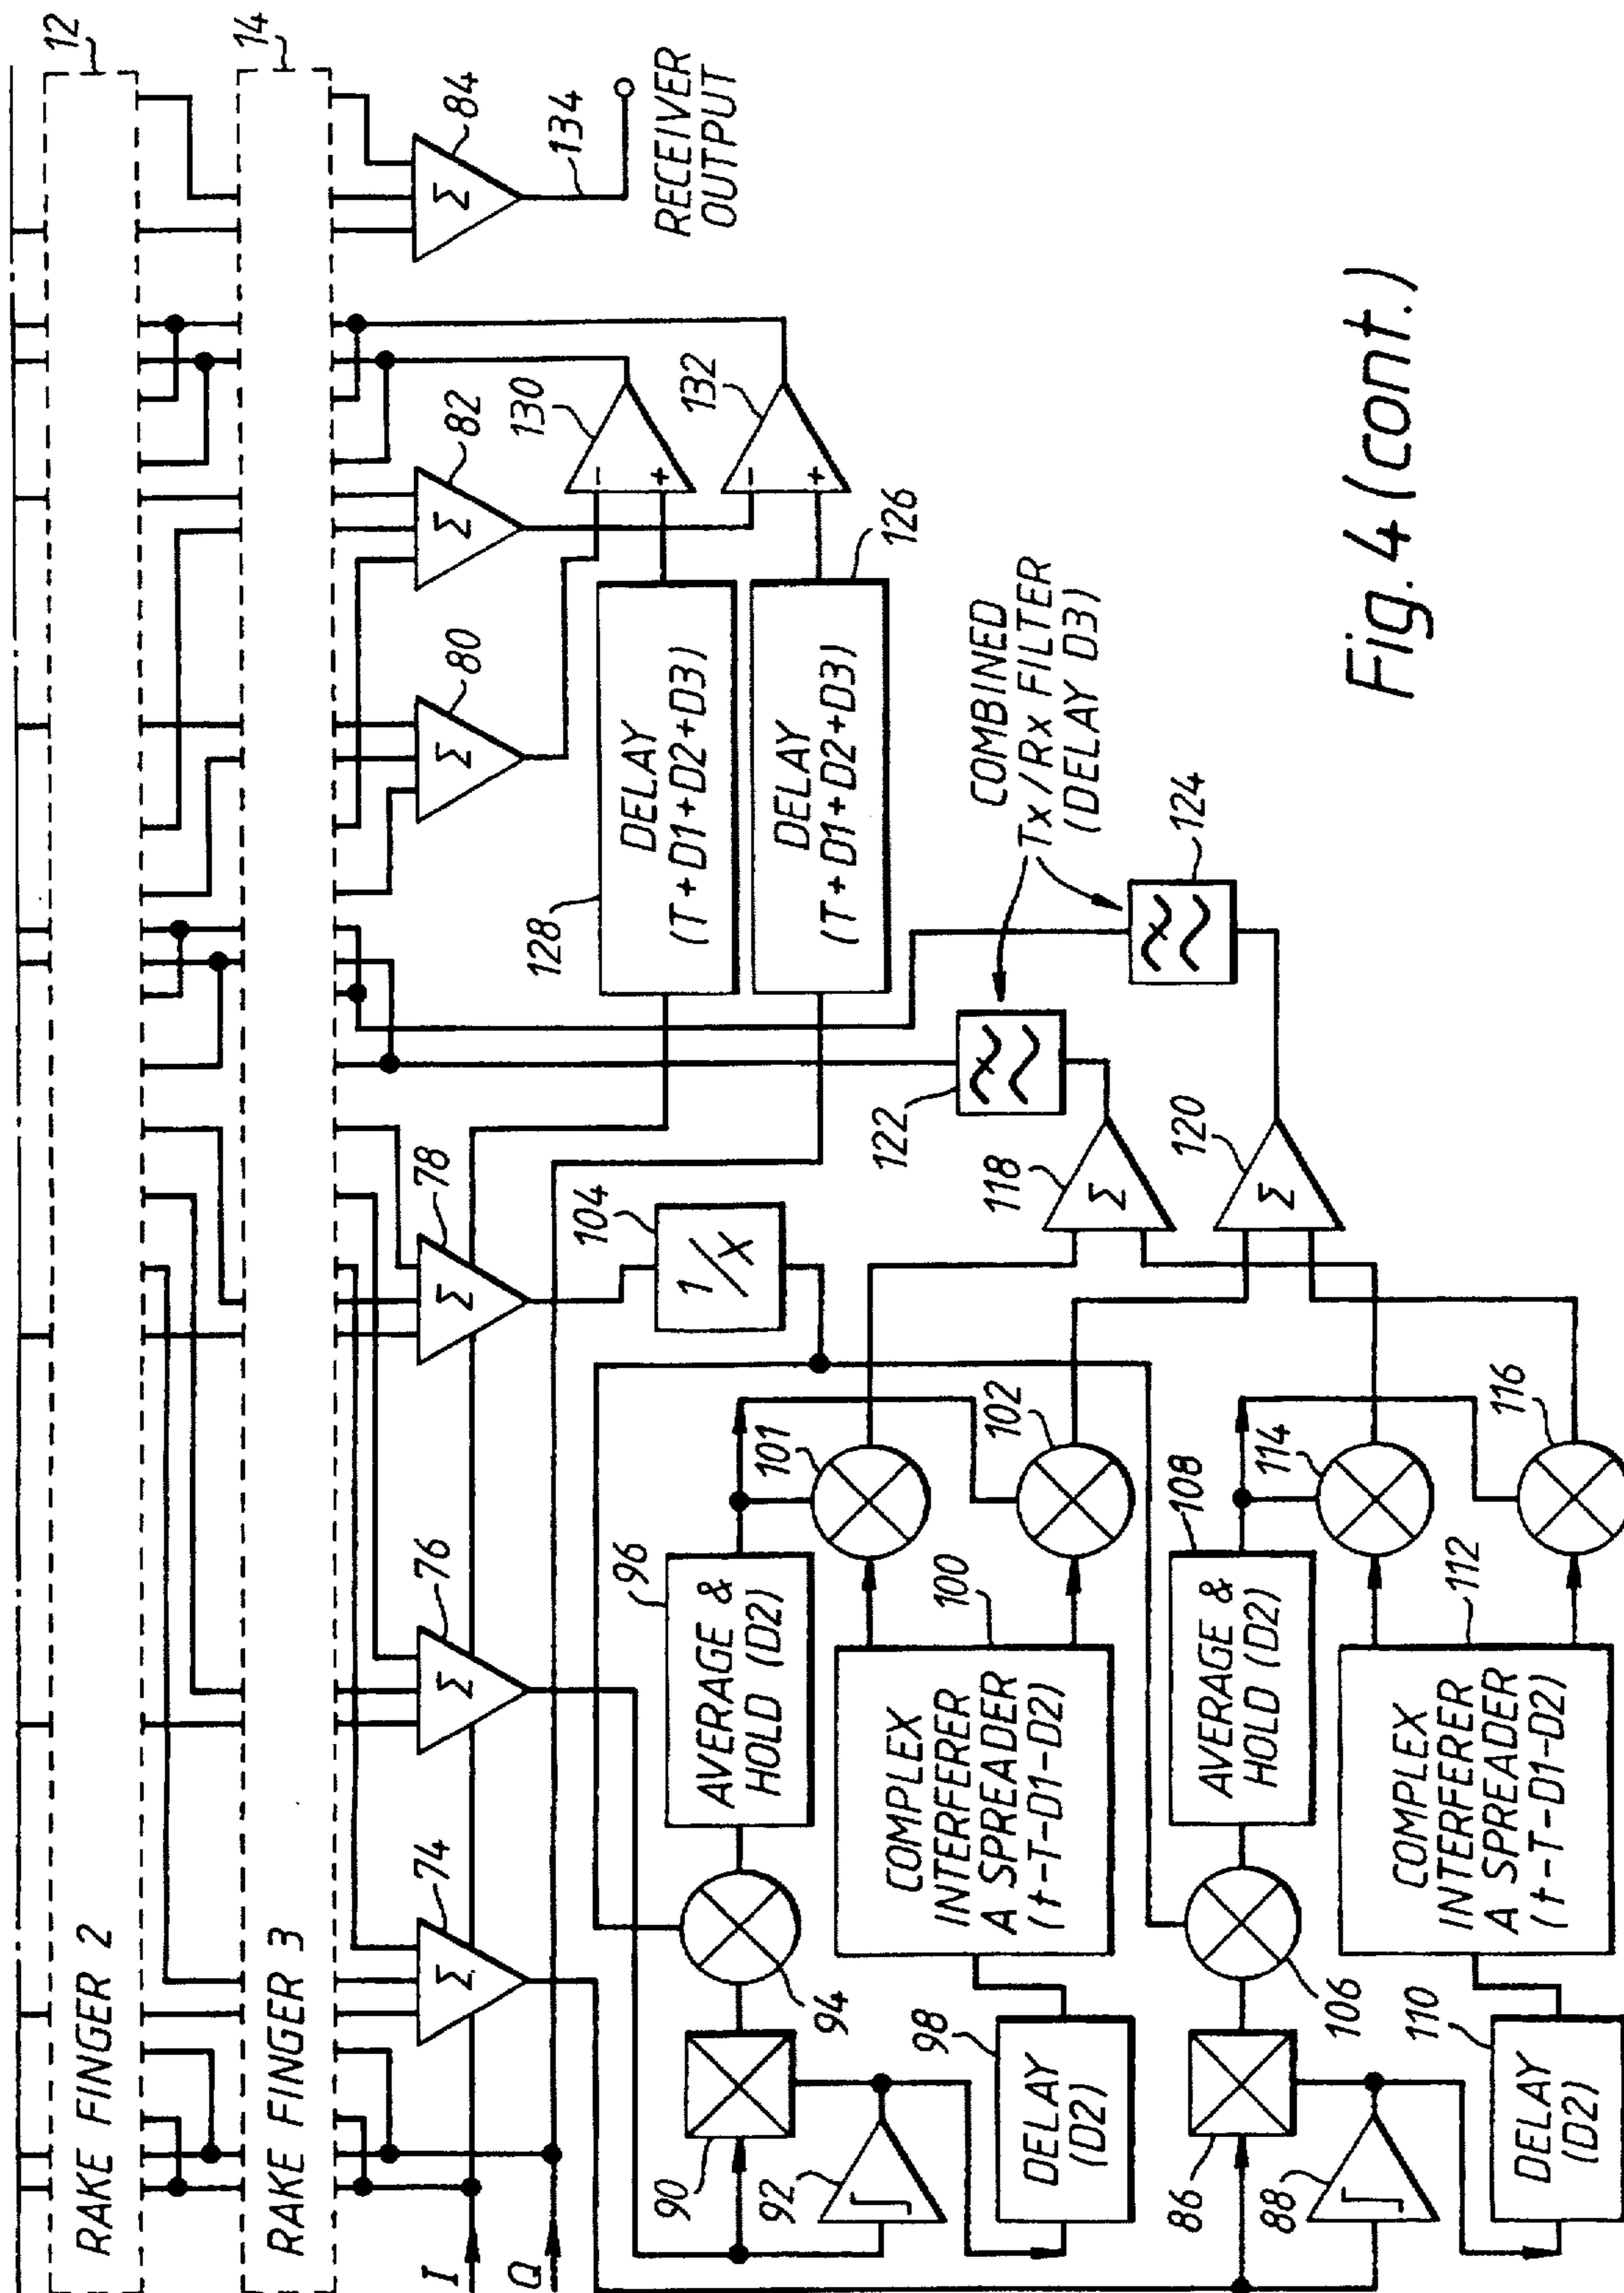 RAKE FINGER 2
12
RAKE FINGER 3
14
I
Q
Σ
74
Σ
76
Σ
78
Σ
80
Σ
82
Σ
84
134
RECEIVER
OUTPUT
1/X
104
DELAY
(T+D1+D2+D3)
128
DELAY
(T+D1+D2+D3)
126
-
+
130
-
+
132
COMBINED
Tx/Rx FILTER
(DELAY D3)
122
124
Σ
118
Σ
120
90
92
94
AVERAGE &
HOLD (D2)
96
DELAY
(D2)
98
COMPLEX
INTERFERER
A SPREADER
(t-T-D1-D2)
100
101
102
86
88
106
AVERAGE &
HOLD (D2)
108
DELAY
(D2)
110
COMPLEX
INTERFERER
A SPREADER
(t-T-D1-D2)
112
114
116
Fig. 4 (cont.)